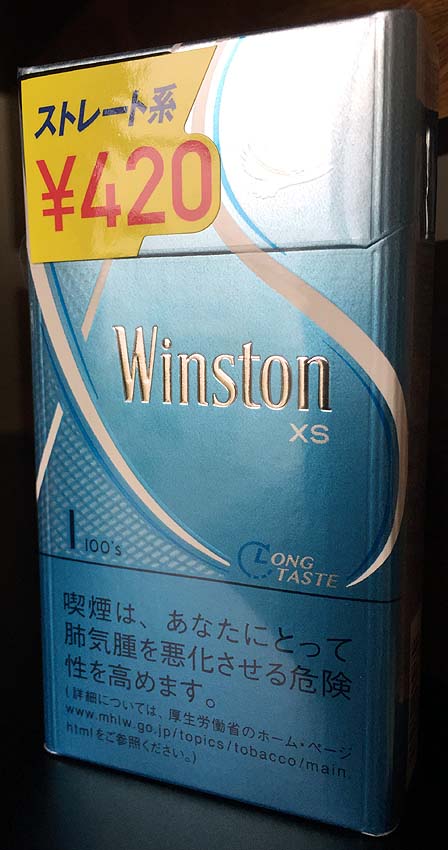 ストレート系
¥420
Winston
XS
1 100's
LONG
TASTE
喫煙は、あなたにとって
肺気腫を悪化させる危険
性を高めます。
(詳細については、厚生労働省のホーム・ページ
www.mhlw.go.jp/topics/tobacco/main.
htmlをご参照ください。)